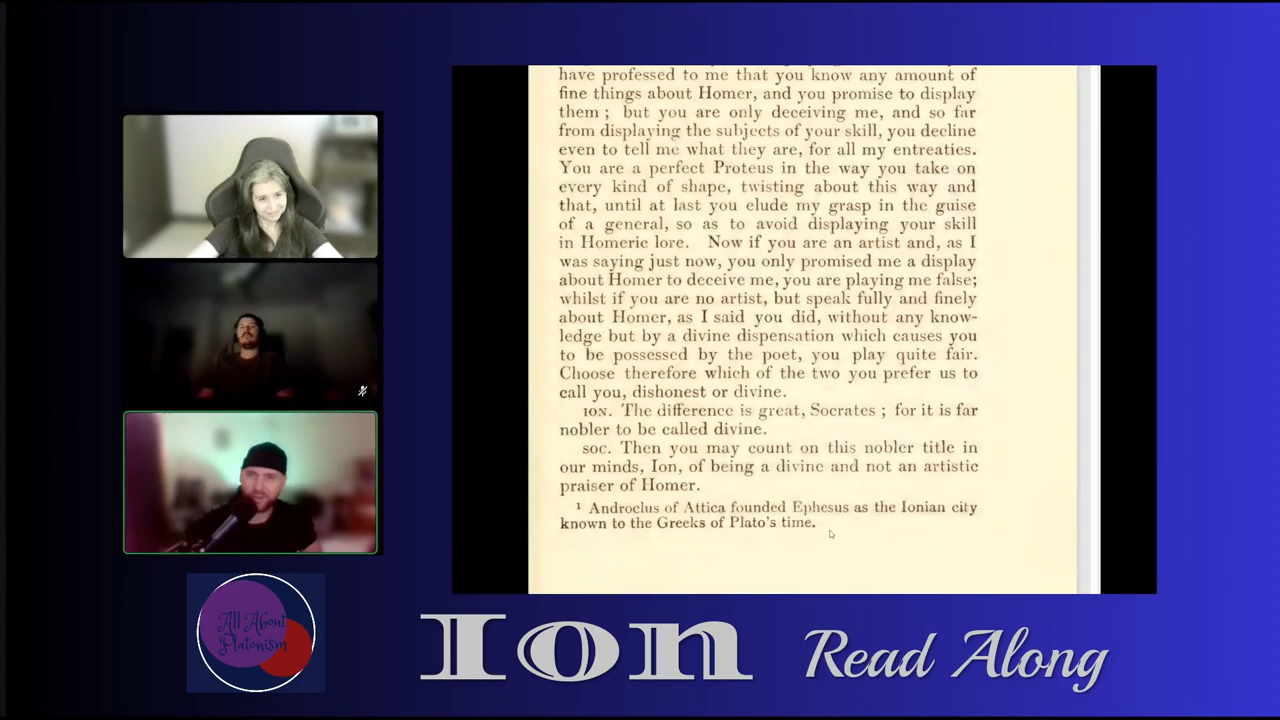 have professed to me that you know any amount of
fine things about Homer, and you promise to display
them ; but you are only deceiving me, and so far
from displaying the subjects of your skill, you decline
even to tell me what they are, for all my entreaties.
You are a perfect Proteus in the way you take on
every kind of shape, twisting about this way and
that, until at last you elude my grasp in the guise
of a general, so as to avoid displaying your skill
in Homeric lore. Now if you are an artist and, as I
was saying just now, you only promised me a display
about Homer to deceive me, you are playing me false;
whilst if you are no artist, but speak fully and finely
about Homer, as I said you did, without any know-
ledge but by a divine dispensation which causes you
to be possessed by the poet, you play quite fair.
Choose therefore which of the two you prefer us to
call you, dishonest or divine.
ION. The difference is great, Socrates ; for it is far
nobler to be called divine.
SOC. Then you may count on this nobler title in
our minds, Ion, of being a divine and not an artistic
praiser of Homer.
1 Androclus of Attica founded Ephesus as the Ionian city
known to the Greeks of Plato's time.
All About
Platonism
Ion Read Along